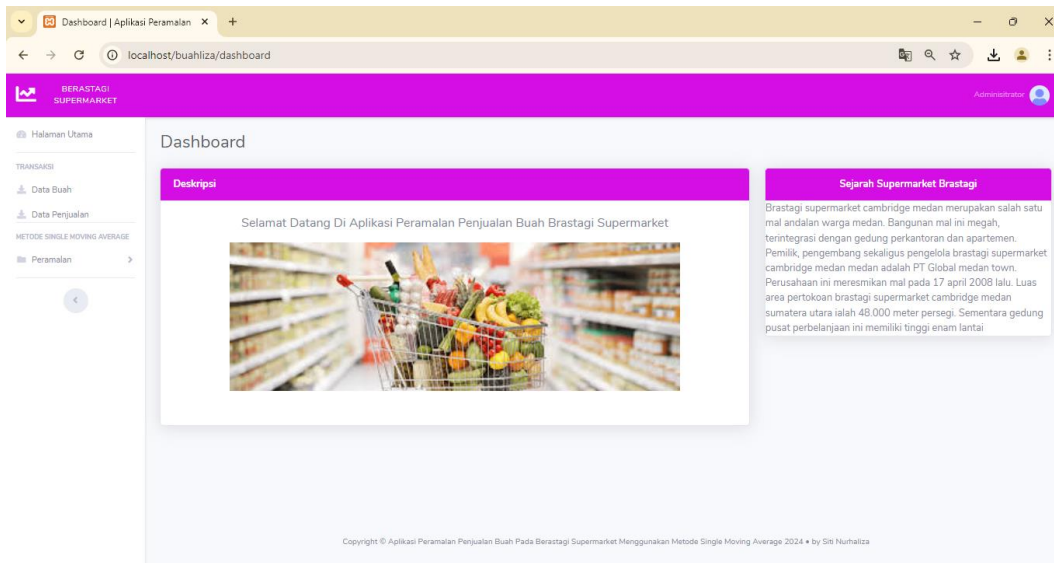 Dashboard | Aplikasi Peramalan
localhost/buahliza/dashboard
BERASTAGI
SUPERMARKET
Adminisitrator
Halaman Utama
TRANSAKSI
Data Buah
Data Penjualan
METODE SINGLE MOVING AVERAGE
Peramalan
Dashboard
Deskripsi
Selamat Datang Di Aplikasi Peramalan Penjualan Buah Brastagi Supermarket
Sejarah Supermarket Brastagi
Brastagi supermarket cambridge medan merupakan salah satu
mal andalan warga medan. Bangunan mal ini megah,
terintegrasi dengan gedung perkantoran dan apartemen.
Pemilik, pengembang sekaligus pengelola brastagi supermarket
cambridge medan medan adalah PT Global medan town.
Perusahaan ini meresmikan mal pada 17 april 2008 lalu. Luas
area pertokoan brastagi supermarket cambridge medan
sumatera utara ialah 48.000 meter persegi. Sementara gedung
pusat perbelanjaan ini memiliki tinggi enam lantai
Copyright © Aplikasi Peramalan Penjualan Buah Pada Berastagi Supermarket Menggunakan Metode Single Moving Average 2024 • by Siti Nurhaliza